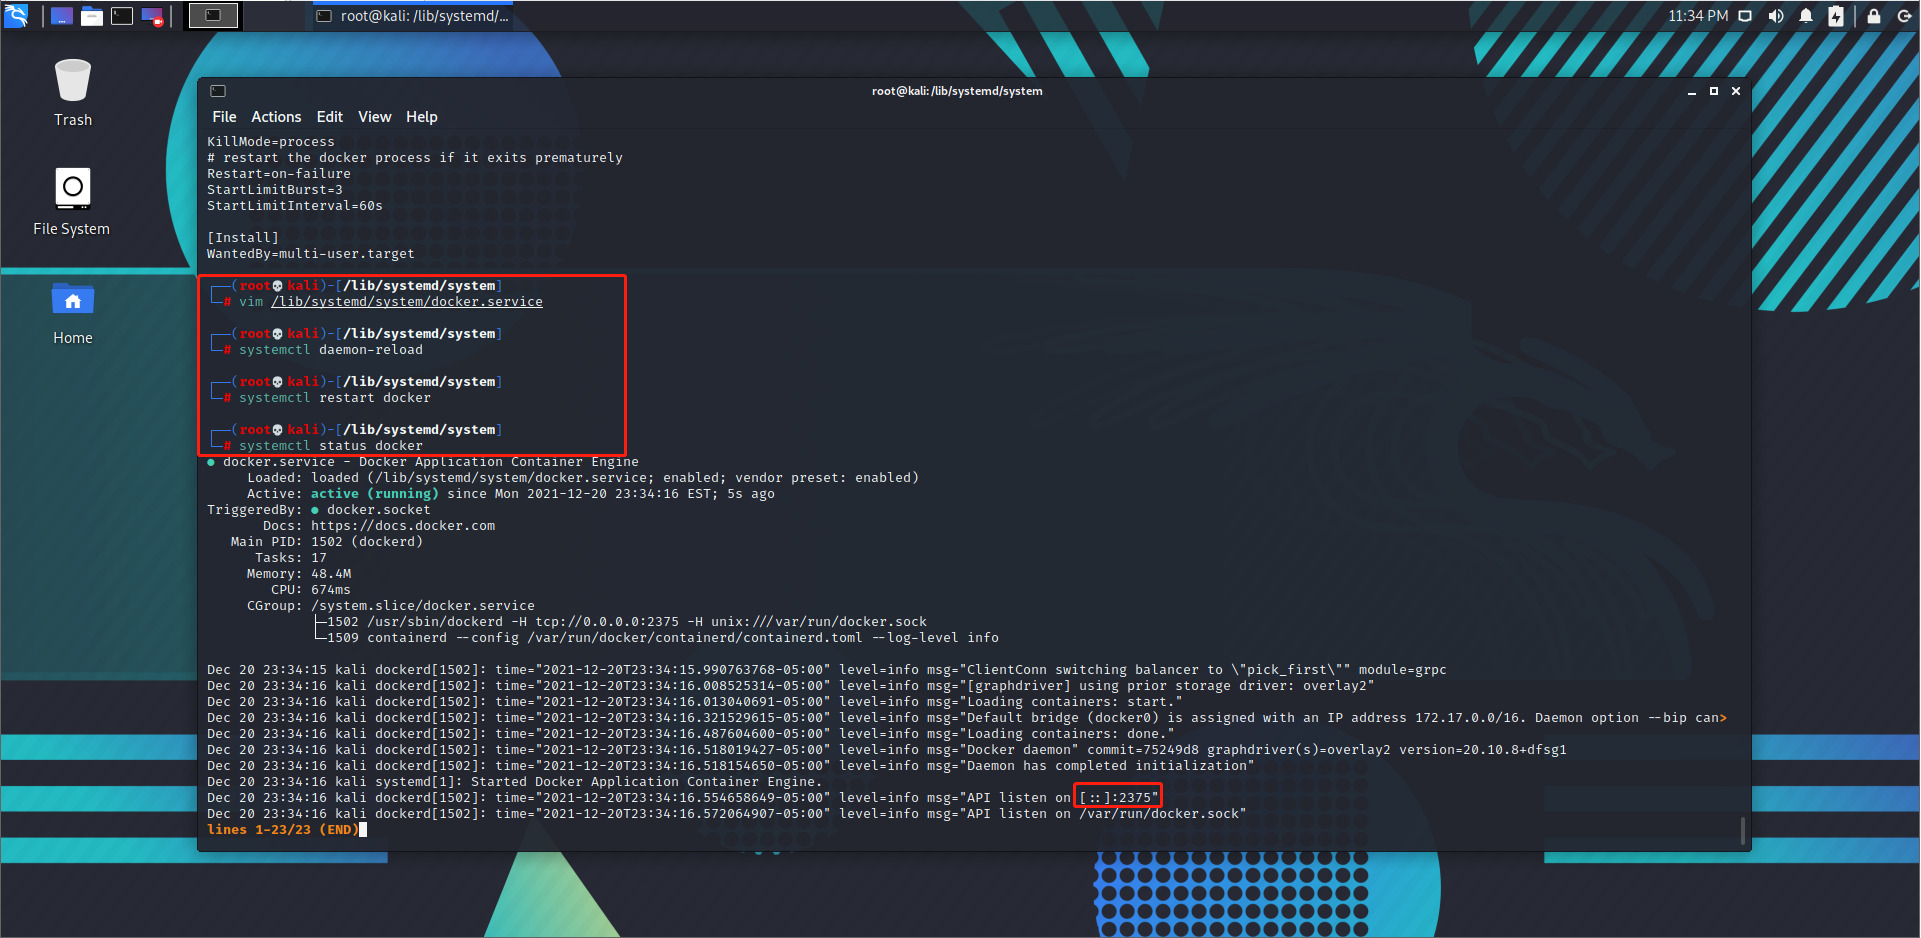 root@kali: /lib/systemd/...
11:34 PM
Trash
File System
Home
root@kali:/lib/systemd/system
File Actions Edit View Help
KillMode=process
# restart the docker process if it exits prematurely
Restart=on-failure
StartLimitBurst=3
StartLimitInterval=60s
[Install]
WantedBy=multi-user.target
┌──(root💀kali)-[/lib/systemd/system]
└─# vim /lib/systemd/system/docker.service
┌──(root💀kali)-[/lib/systemd/system]
└─# systemctl daemon-reload
┌──(root💀kali)-[/lib/systemd/system]
└─# systemctl restart docker
┌──(root💀kali)-[/lib/systemd/system]
└─# systemctl status docker
● docker.service - Docker Application Container Engine
Loaded: loaded (/lib/systemd/system/docker.service; enabled; vendor preset: enabled)
Active: active (running) since Mon 2021-12-20 23:34:16 EST; 5s ago
TriggeredBy: ● docker.socket
Docs: https://docs.docker.com
Main PID: 1502 (dockerd)
Tasks: 17
Memory: 48.4M
CPU: 674ms
CGroup: /system.slice/docker.service
├─1502 /usr/sbin/dockerd -H tcp://0.0.0.0:2375 -H unix:///var/run/docker.sock
└─1509 containerd --config /var/run/docker/containerd/containerd.toml --log-level info
Dec 20 23:34:15 kali dockerd[1502]: time="2021-12-20T23:34:15.990763768-05:00" level=info msg="ClientConn switching balancer to \"pick_first\"" module=grpc
Dec 20 23:34:16 kali dockerd[1502]: time="2021-12-20T23:34:16.008525314-05:00" level=info msg="[graphdriver] using prior storage driver: overlay2"
Dec 20 23:34:16 kali dockerd[1502]: time="2021-12-20T23:34:16.013040691-05:00" level=info msg="Loading containers: start."
Dec 20 23:34:16 kali dockerd[1502]: time="2021-12-20T23:34:16.321529615-05:00" level=info msg="Default bridge (docker0) is assigned with an IP address 172.17.0.0/16. Daemon option --bip can>
Dec 20 23:34:16 kali dockerd[1502]: time="2021-12-20T23:34:16.487604600-05:00" level=info msg="Loading containers: done."
Dec 20 23:34:16 kali dockerd[1502]: time="2021-12-20T23:34:16.518019427-05:00" level=info msg="Docker daemon" commit=75249d8 graphdriver(s)=overlay2 version=20.10.8+dfsg1
Dec 20 23:34:16 kali dockerd[1502]: time="2021-12-20T23:34:16.518154650-05:00" level=info msg="Daemon has completed initialization"
Dec 20 23:34:16 kali systemd[1]: Started Docker Application Container Engine.
Dec 20 23:34:16 kali dockerd[1502]: time="2021-12-20T23:34:16.554658649-05:00" level=info msg="API listen on [::]:2375"
Dec 20 23:34:16 kali dockerd[1502]: time="2021-12-20T23:34:16.572064907-05:00" level=info msg="API listen on /var/run/docker.sock"
lines 1-23/23 (END)